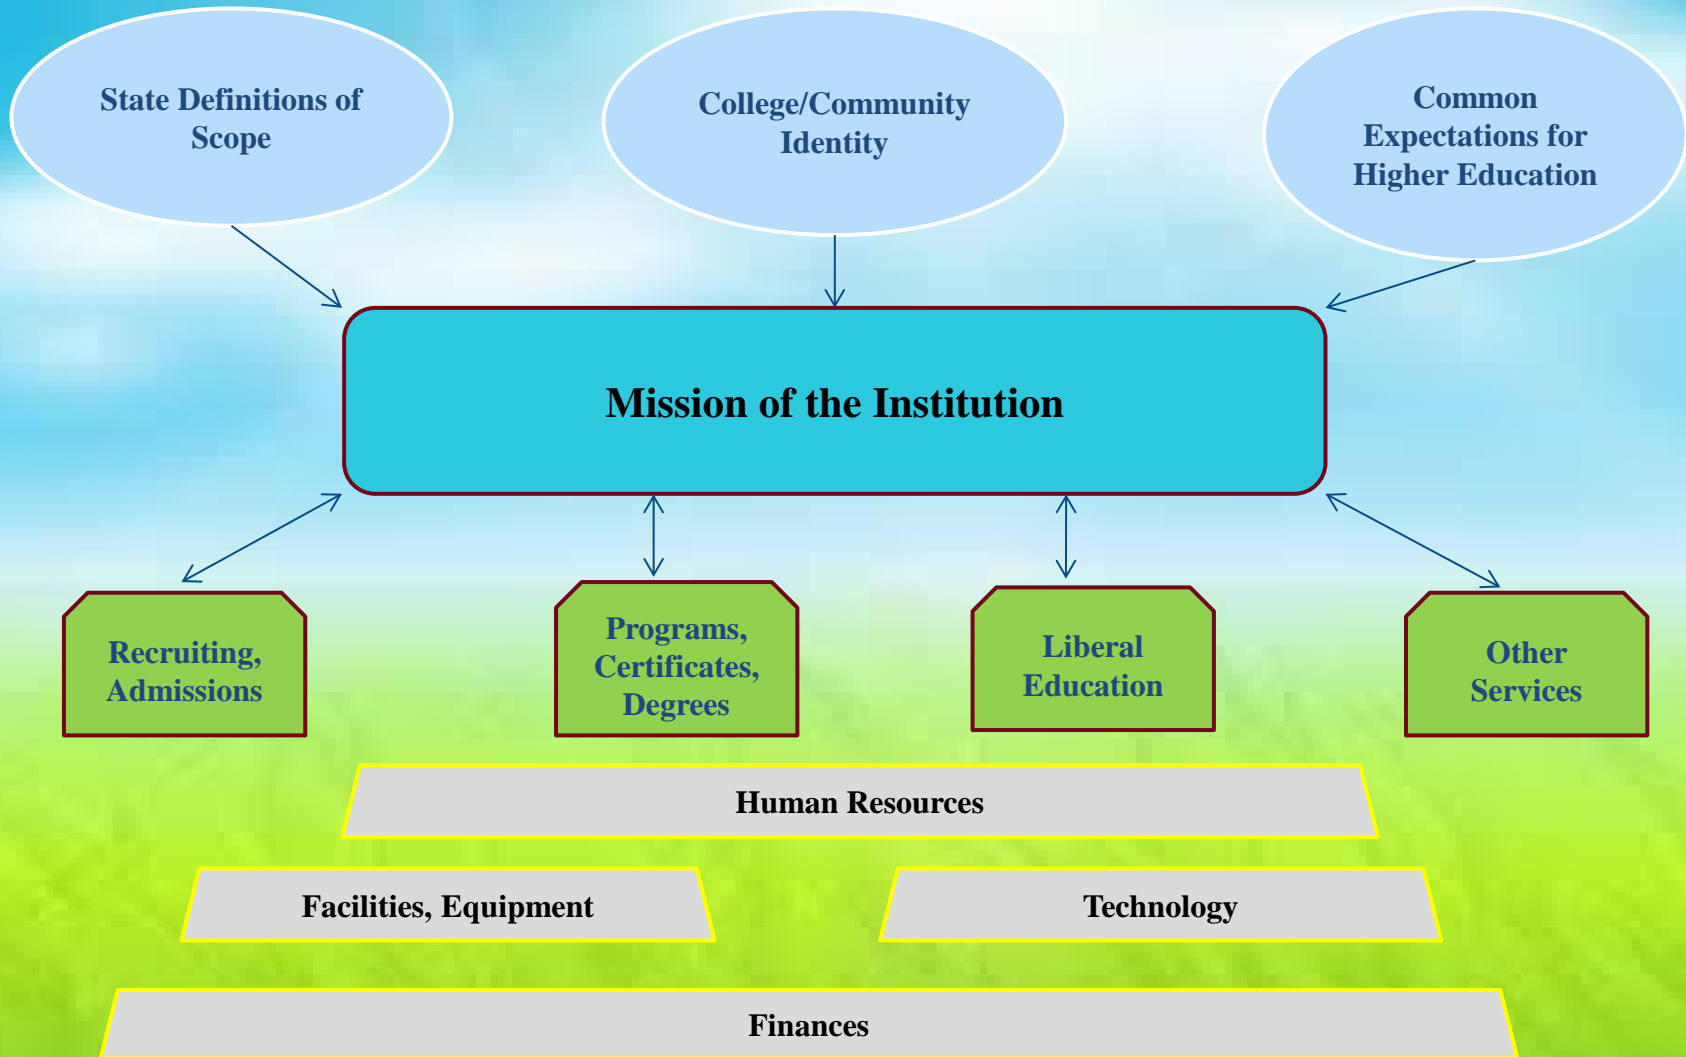 State Definitions of
Scope
College/Community
Identity
Common
Expectations for
Higher Education
Mission of the Institution
Recruiting,
Admissions
Programs,
Certificates,
Degrees
Liberal
Education
Other
Services
Human Resources
Facilities, Equipment
Technology
Finances